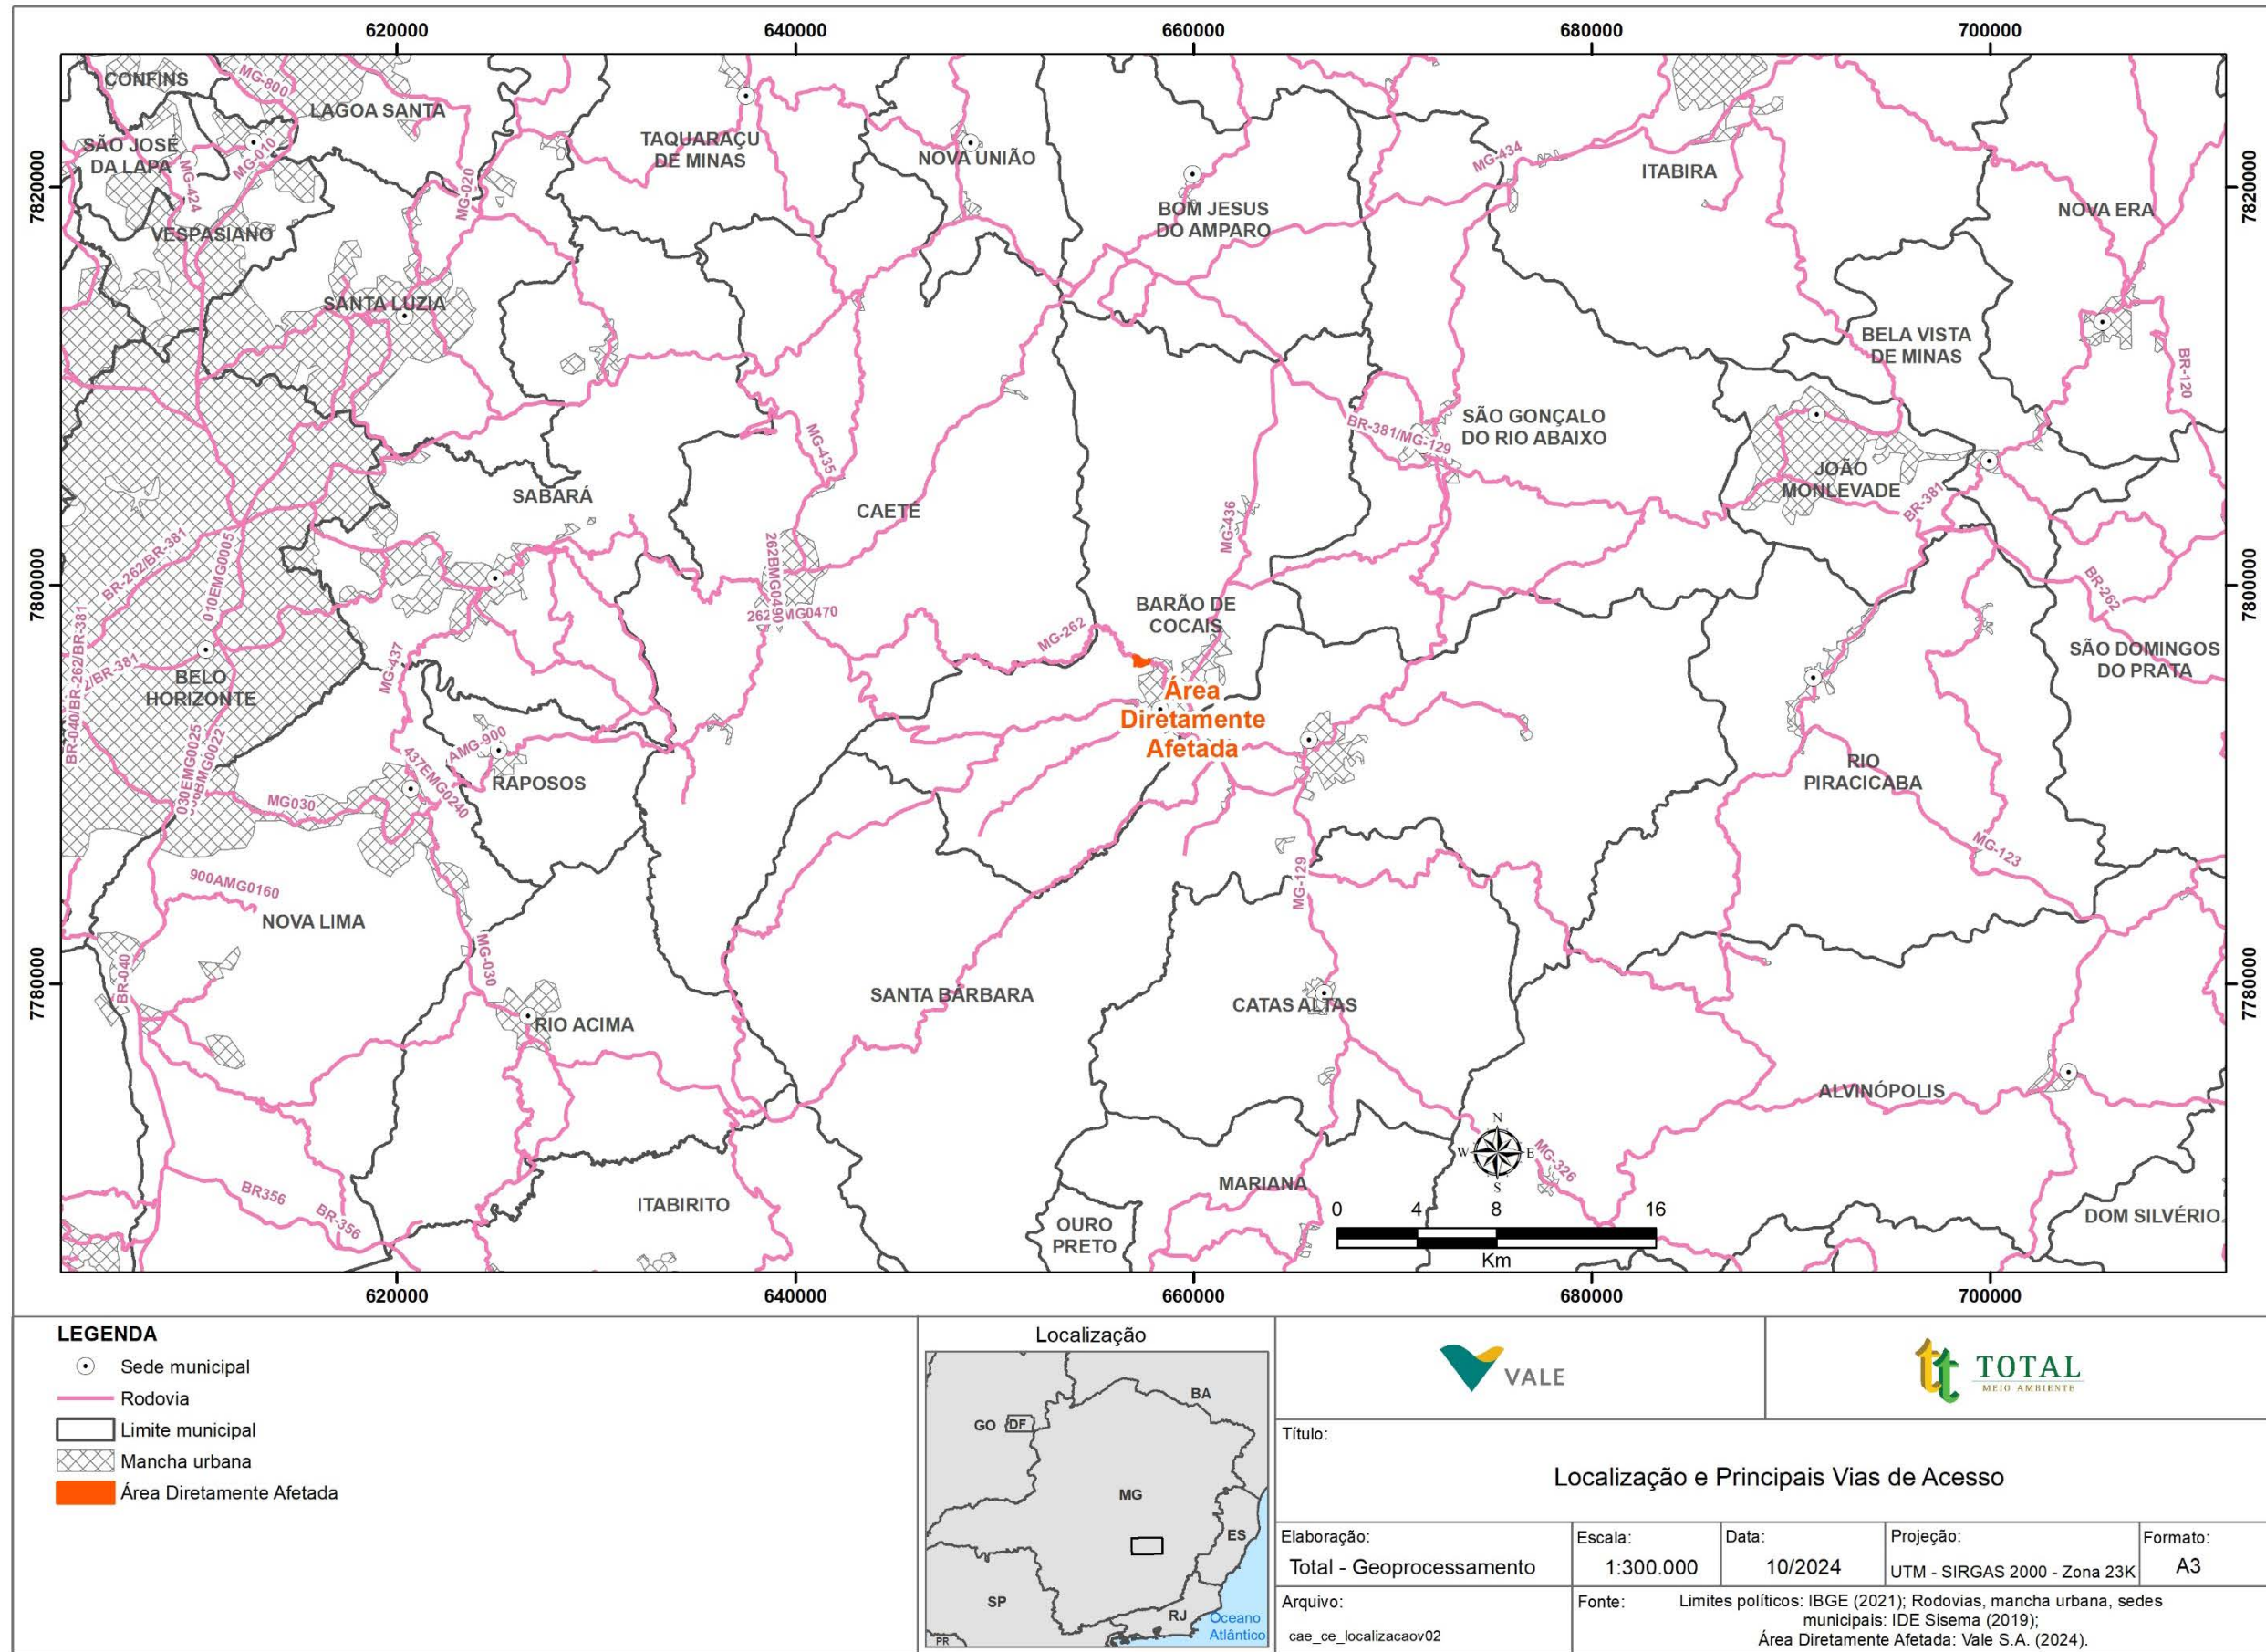 620000
640000
660000
680000
700000
CONFINS
MG-800
LAGOA SANTA
SÃO JOSÉ
DA LAPA
MG-010
MG-424
MG-020
TAQUARAÇU
DE MINAS
NOVA UNIÃO
BOM JESUS
DO AMPARO
MG-434
ITABIRA
NOVA ERA
7820000
7820000
VESPASIANO
SANTA LUZIA
BELA VISTA
DE MINAS
BR-120
MG-435
SÃO GONÇALO
DO RIO ABAIXO
BR-381/MG-129
JOÃO
MONLEVADE
BR-381
SABARÁ
CAETÉ
MG-436
BR-262/BR-381
010EMG0005
262BMG0490
7800000
7800000
BR-262
BARÃO DE
COCAIS
MG-262
MG-437
BR-040/BR-262/BR-381
2/BR-381
BELO
HORIZONTE
SÃO DOMINGOS
DO PRATA
Área
Diretamente
Afetada
AMG-900
437EMG0240
RAPOSOS
030EMG0025
MG030
RIO
PIRACICABA
MG-123
MG-129
900AMG0160
NOVA LIMA
MG-030
BR-040
7780000
7780000
SANTA BÁRBARA
CATAS ALTAS
RIO ACIMA
ALVINÓPOLIS
N
W
E
S
MG-326
MARIANA
BR356
BR-356
ITABIRITO
OURO
PRETO
DOM SILVÉRIO
0 4 8 16
Km
620000
640000
660000
680000
700000
LEGENDA
Sede municipal
Rodovia
Limite municipal
Mancha urbana
Área Diretamente Afetada
Localização
BA
GO
DF
MG
ES
SP
RJ
PR
Oceano
Atlântico
VALE
tt TOTAL
MEIO AMBIENTE
Título:
Localização e Principais Vias de Acesso
Elaboração:
Total - Geoprocessamento
Escala:
1:300.000
Data:
10/2024
Projeção:
UTM - SIRGAS 2000 - Zona 23K
Formato:
A3
Arquivo:
cae_ce_localizacaov02
Fonte:
Limites políticos: IBGE (2021); Rodovias, mancha urbana, sedes
municipais: IDE Sisema (2019);
Área Diretamente Afetada: Vale S.A. (2024).